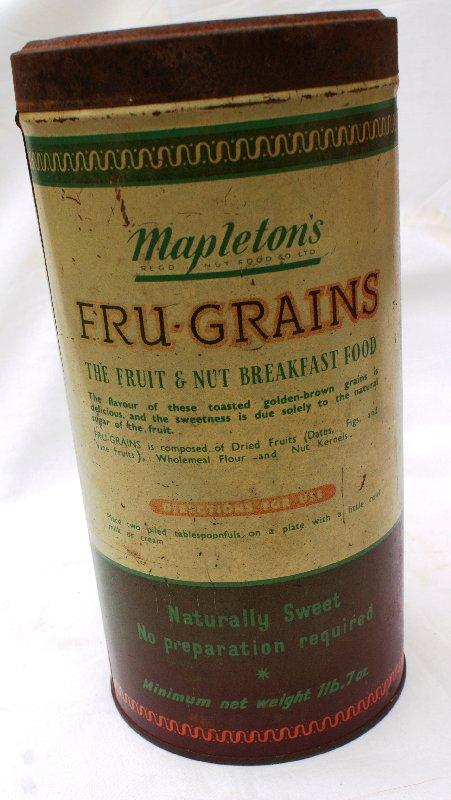 Mapleton's
REGD NUT FOOD CO LTD
FRU-GRAINS
THE FRUIT & NUT BREAKFAST FOOD
The flavour of these toasted golden-brown grains is
delicious, and the sweetness is due solely to the natural
sugar of the fruit.
FRU-GRAINS is composed of Dried Fruits (Dates, Figs, and
Vine Fruits), Wholemeal Flour and Nut Kernels.
DIRECTIONS FOR USE
Place two piled tablespoonfuls on a plate with a little cold
milk or cream
Naturally Sweet
No preparation required
*
Minimum net weight 1lb. 7oz.